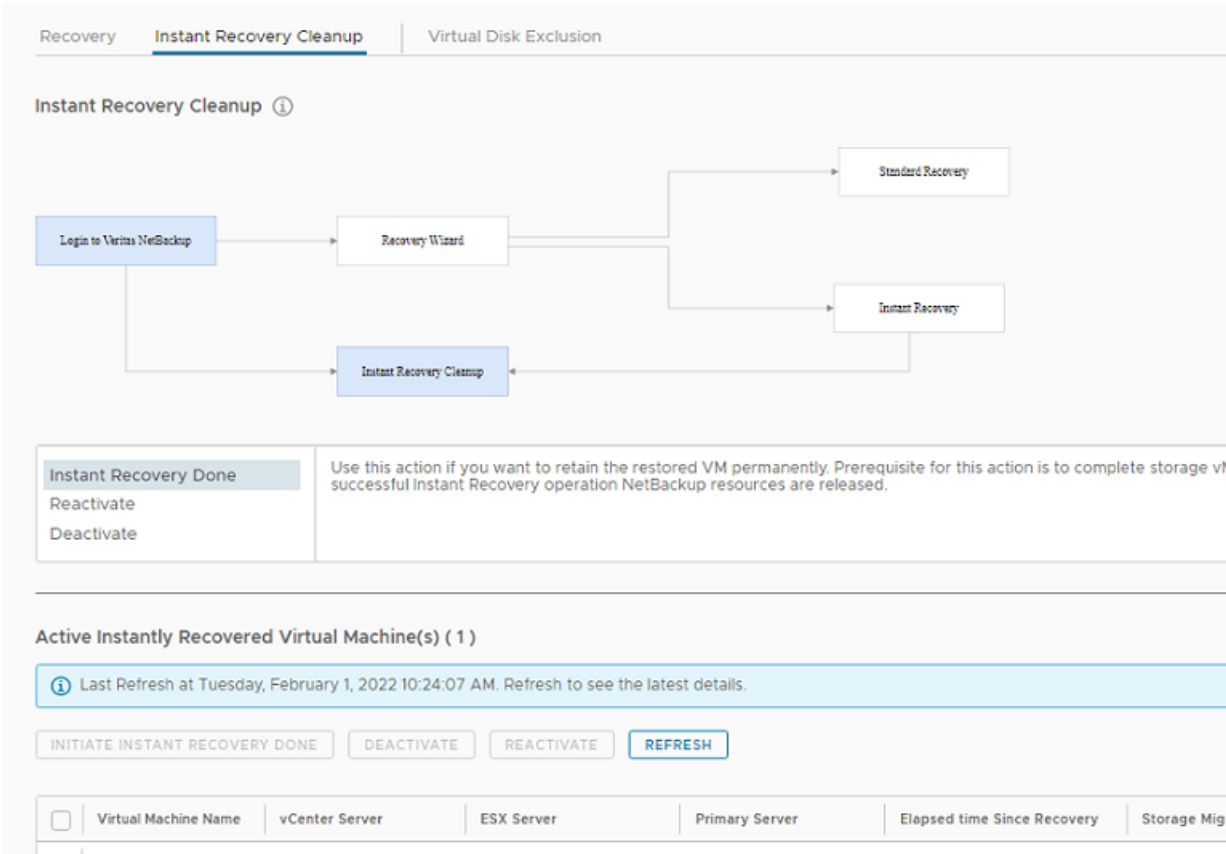 Recovery Instant Recovery Cleanup Virtual Disk Exclusion
Instant Recovery Cleanup
Standard Recovery
Login to Veritas NetBackup Recovery Wizard
Instant Recovery
Instant Recovery Cleanup
Instant Recovery Done
Reactivate
Deactivate
Use this action if you want to retain the restored VM permanently. Prerequisite for this action is to complete storage vM
successful Instant Recovery operation NetBackup resources are released.
Active Instantly Recovered Virtual Machine(s) ( 1 )
Last Refresh at Tuesday, February 1, 2022 10:24:07 AM. Refresh to see the latest details.
INITIATE INSTANT RECOVERY DONE DEACTIVATE REACTIVATE REFRESH
Virtual Machine Name vCenter Server ESX Server Primary Server Elapsed time Since Recovery Storage Mig